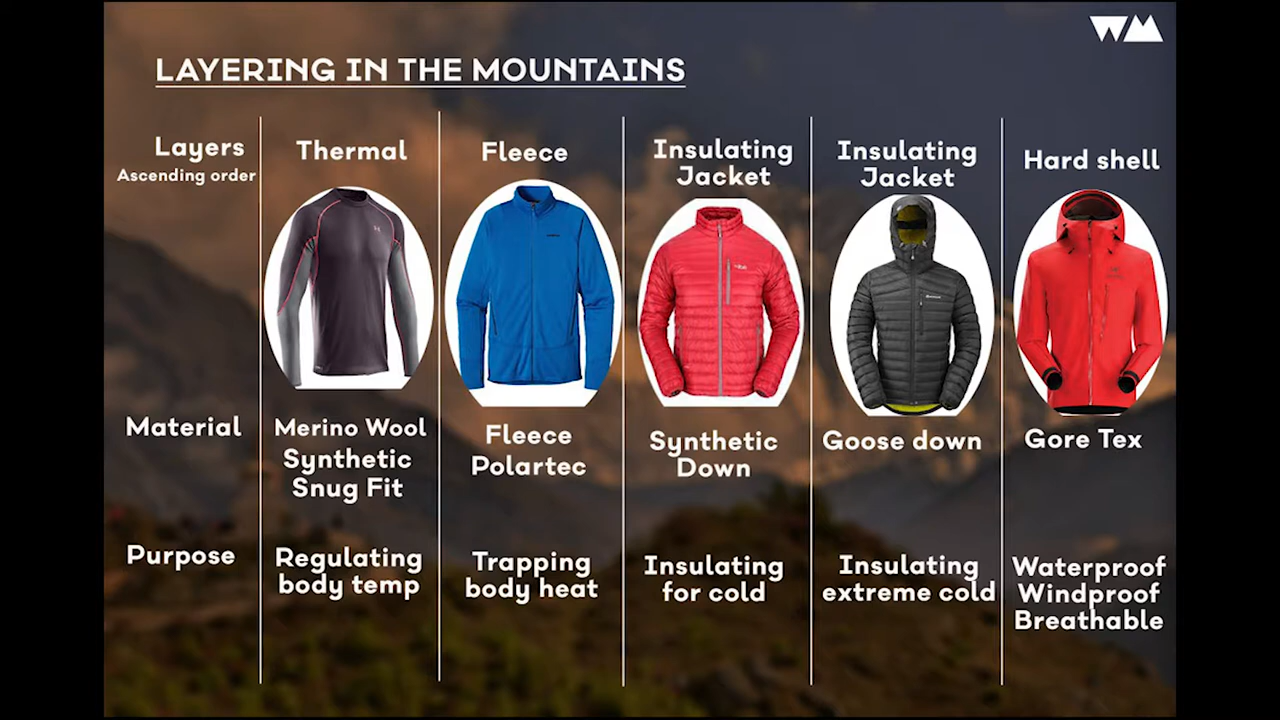 WM
LAYERING IN THE MOUNTAINS
Layers
Ascending order
Thermal
Fleece
Insulating
Jacket
Insulating
Jacket
Hard shell
Material
Merino Wool
Synthetic
Snug Fit
Fleece
Polartec
Synthetic
Down
Goose down
Gore Tex
Purpose
Regulating
body temp
Trapping
body heat
Insulating
for cold
Insulating
extreme cold
Waterproof
Windproof
Breathable